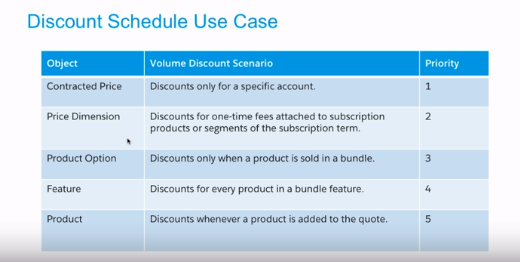 Discount Schedule Use Case
Object Volume Discount Scenario Priority
Contracted Price Discounts only for a specific account. 1
Price Dimension Discounts for one-time fees attached to subscription 2
products or segments of the subscription term.
Product Option Discounts only when a product is sold in a bundle. 3
Feature Discounts for every product in a bundle feature. 4
Product Discounts whenever a product is added to the quote. 5